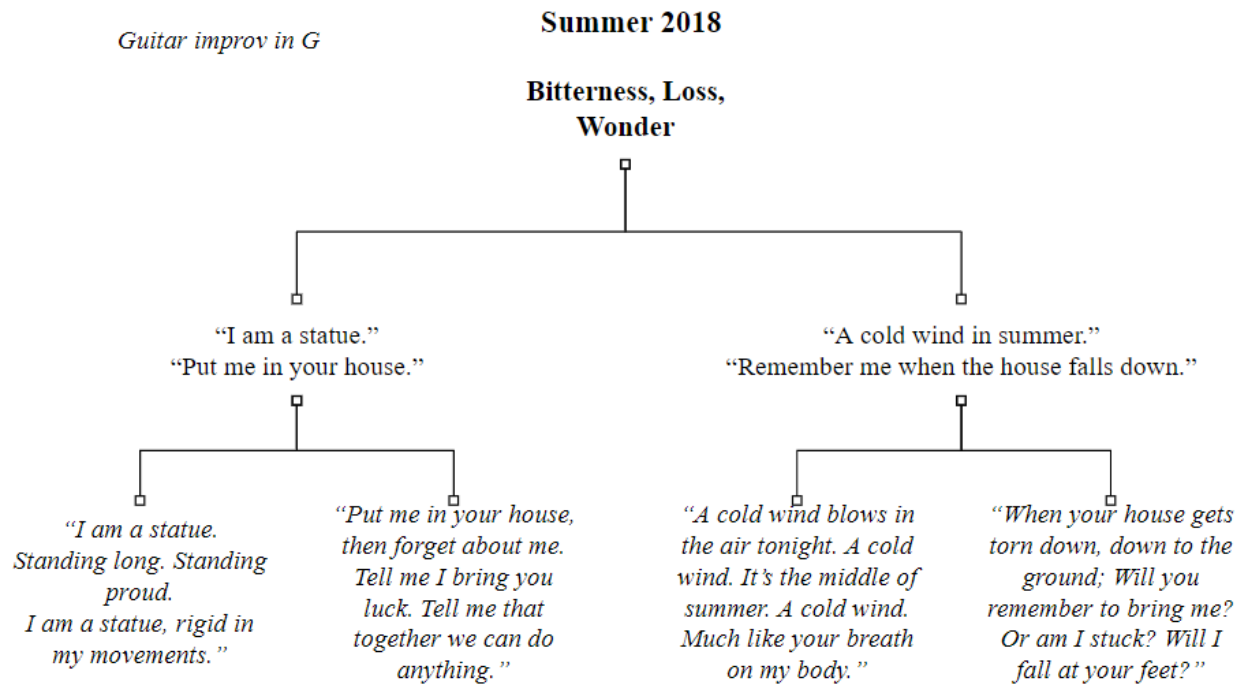 Guitar improv in G
Summer 2018
Bitterness, Loss,
Wonder
“I am a statue.”
“Put me in your house.”
“A cold wind in summer.”
“Remember me when the house falls down.”
“I am a statue.
Standing long. Standing
proud.
I am a statue, rigid in
my movements.”
“Put me in your house,
then forget about me.
Tell me I bring you
luck. Tell me that
together we can do
anything.”
“A cold wind blows in
the air tonight. A cold
wind. It’s the middle of
summer. A cold wind.
Much like your breath
on my body.”
“When your house gets
torn down, down to the
ground; Will you
remember to bring me?
Or am I stuck? Will I
fall at your feet?”